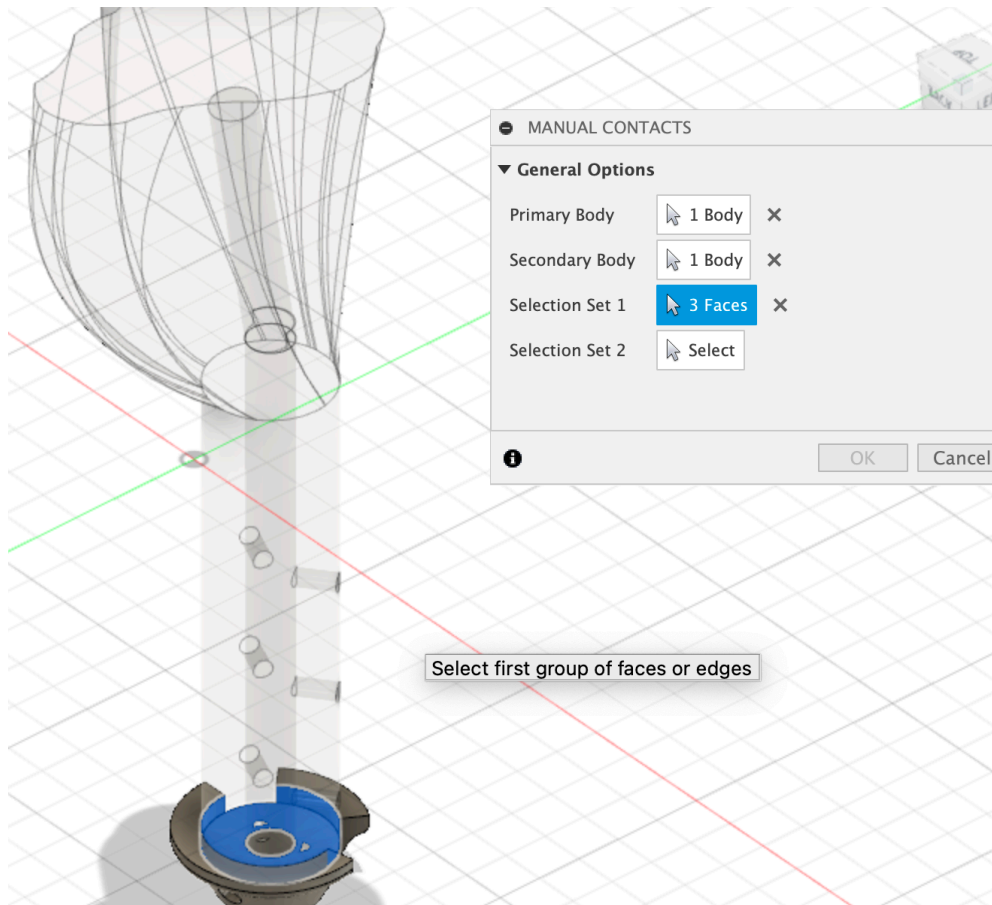 TOP
MANUAL CONTACTS
General Options
Primary Body 1 Body
Secondary Body 1 Body
Selection Set 1 3 Faces
Selection Set 2 Select
OK Cancel
Select first group of faces or edges